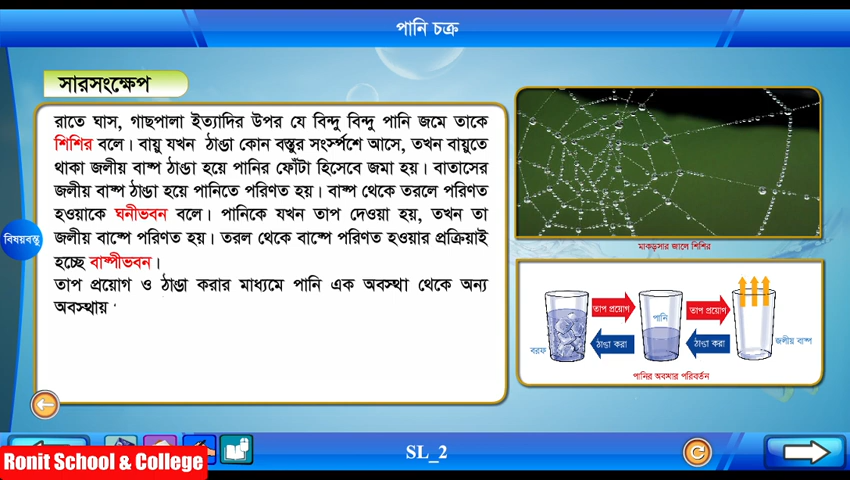 পানি চক্র
সারসংক্ষেপ
রাতে ঘাস, গাছপালা ইত্যাদির উপর যে বিন্দু বিন্দু পানি জমে তাকে
শিশির বলে। বায়ু যখন ঠাণ্ডা কোন বস্তুর সংস্পর্শে আসে, তখন বায়ুতে
থাকা জলীয় বাষ্প ঠাণ্ডা হয়ে পানির ফোঁটা হিসেবে জমা হয়। বাতাসের
জলীয় বাষ্প ঠাণ্ডা হয়ে পানিতে পরিণত হয়। বাষ্প থেকে তরলে পরিণত
হওয়াকে ঘনীভবন বলে। পানিকে যখন তাপ দেওয়া হয়, তখন তা
জলীয় বাষ্পে পরিণত হয়। তরল থেকে বাষ্পে পরিণত হওয়ার প্রক্রিয়াই
হচ্ছে বাষ্পীভবন।
তাপ প্রয়োগ ও ঠাণ্ডা করার মাধ্যমে পানি এক অবস্থা থেকে অন্য
অবস্থায়
বিষয়বস্তু
মাকড়সার জালে শিশির
তাপ প্রয়োগ
পানি
তাপ প্রয়োগ
বরফ
ঠাণ্ডা করা
ঠাণ্ডা করা
জলীয় বাষ্প
পানির অবস্থার পরিবর্তন
SL_2
Ronit School & College